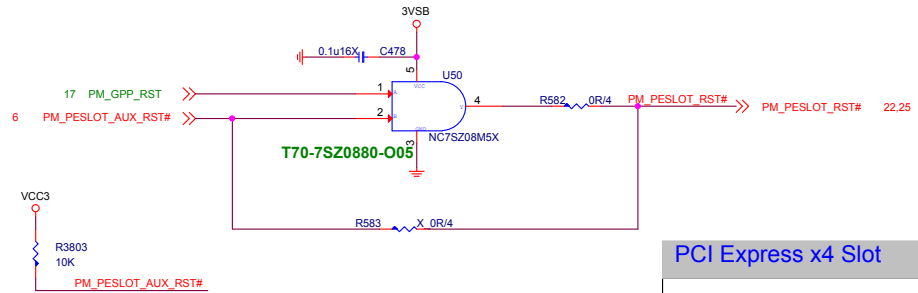 3VSB
0.1u16X C478
5 U50
VCC
17 PM_GPP_RST 1 A
4 R582 0R/4 PM_PESLOT_RST# PM_PESLOT_RST# 22,25
Y
6 PM_PESLOT_AUX_RST# 2 B
GND NC7SZ08M5X
3
T70-7SZ0880-O05
VCC3
R583 X_0R/4
R3803
10K
PCI Express x4 Slot
PM_PESLOT_AUX_RST#